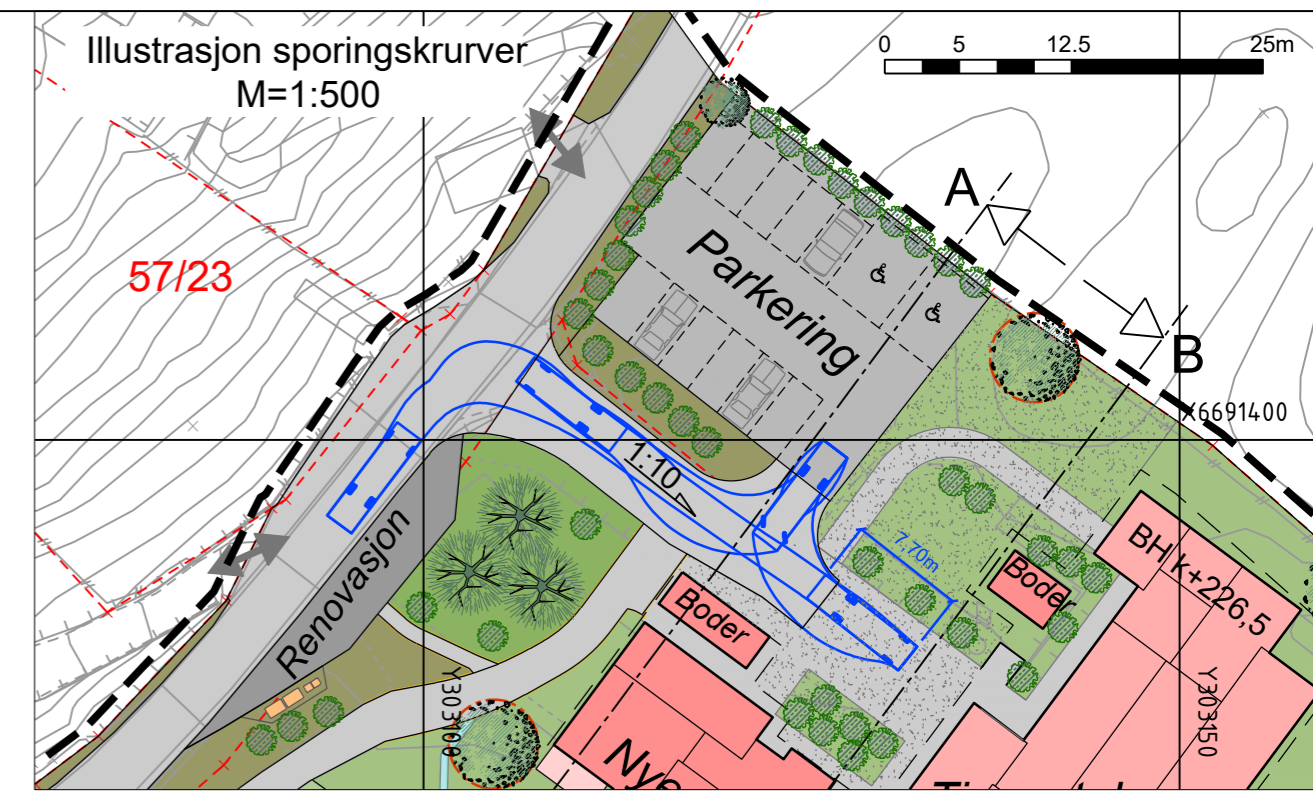 Illustrasjon sporingskrurver
M=1:500
0 5 12.5 25m
57/23
A
B
Parkering
X6691400
1:10
7,70m
Renovasjon
Boder
Boder
BH k+226,5
Y303100
Y303150